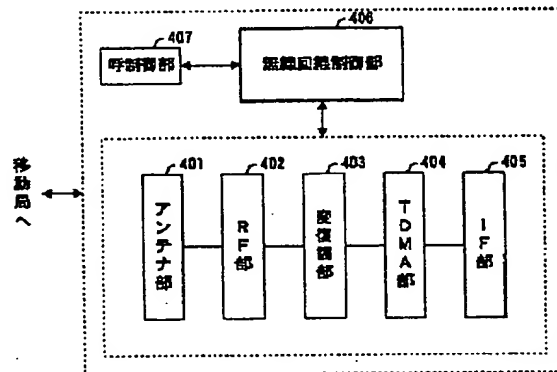 406
407
呼制御部
無線回線制御部
401
402
403
404
405
移動局へ
アンテナ部
RF部
変復調部
TDMA部
IF部